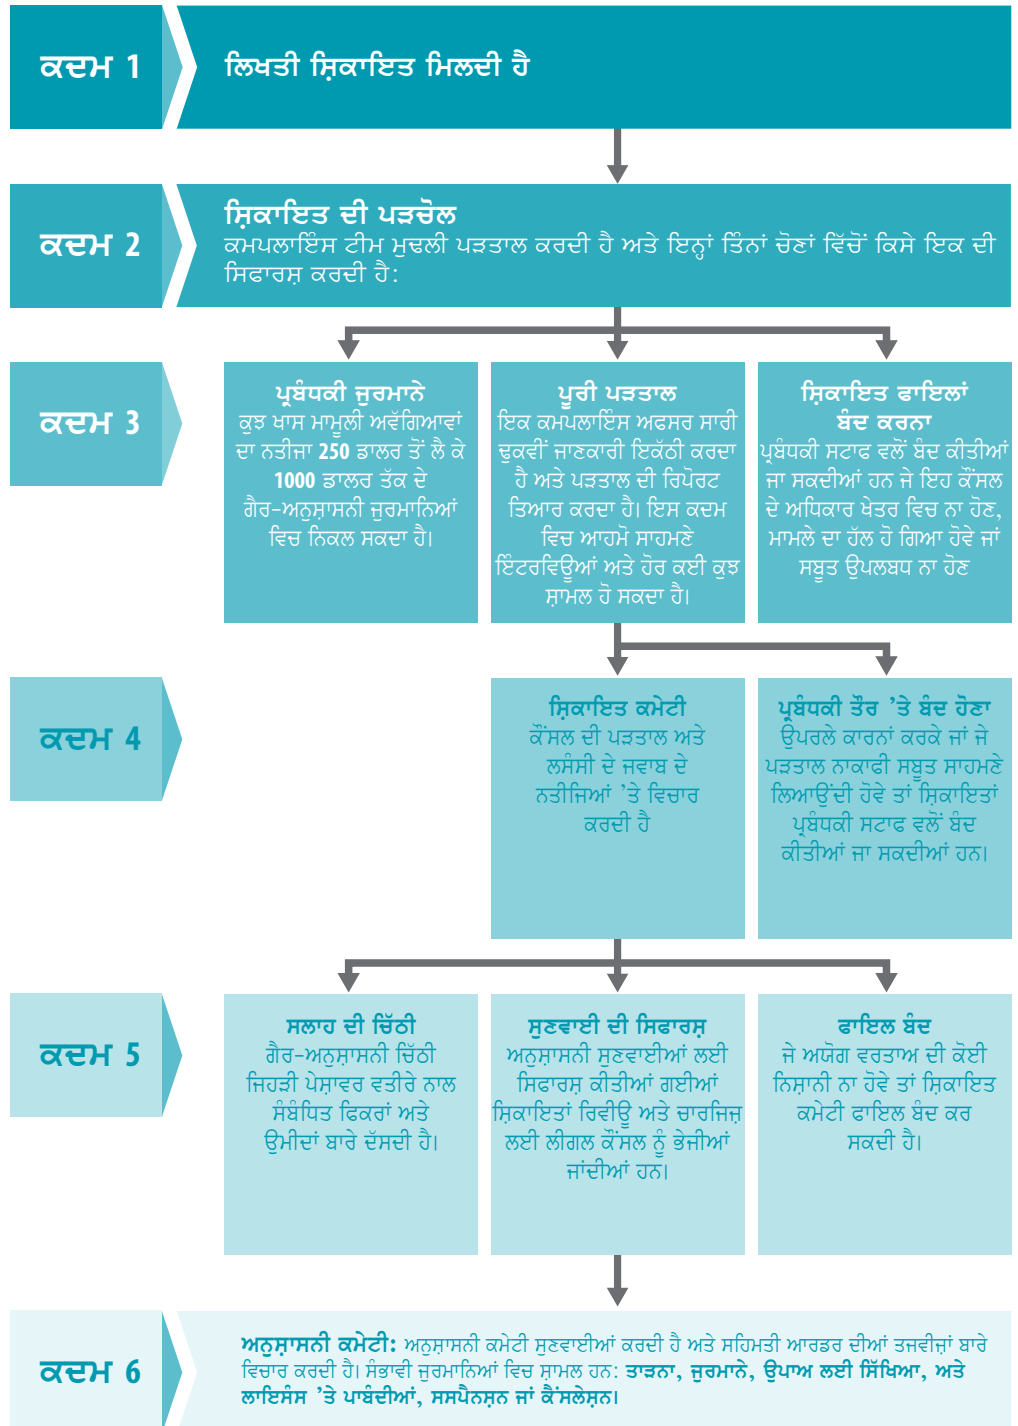 ਕਦਮ 1
ਲਿਖਤੀ ਸ਼ਿਕਾਇਤ ਮਿਲਦੀ ਹੈ
ਕਦਮ 2
ਸ਼ਿਕਾਇਤ ਦੀ ਪੜਚੋਲ
ਕਮਪਲਾਇੰਸ ਟੀਮ ਮੁਢਲੀ ਪੜਤਾਲ ਕਰਦੀ ਹੈ ਅਤੇ ਇਨ੍ਹਾਂ ਤਿੰਨਾਂ ਚੋਣਾਂ ਵਿੱਚੋਂ ਕਿਸੇ ਇਕ ਦੀ
ਸਿਫਾਰਸ਼ ਕਰਦੀ ਹੈ:
ਕਦਮ 3
ਪ੍ਰਬੰਧਕੀ ਜੁਰਮਾਨੇ
ਕੁਝ ਖਾਸ ਮਾਮੂਲੀ ਅਵੱਗਿਆਵਾਂ
ਦਾ ਨਤੀਜਾ 250 ਡਾਲਰ ਤੋਂ ਲੈ ਕੇ
1000 ਡਾਲਰ ਤੱਕ ਦੇ
ਗੈਰ-ਅਨੁਸ਼ਾਸਨੀ ਜੁਰਮਾਨਿਆਂ
ਵਿਚ ਨਿਕਲ ਸਕਦਾ ਹੈ।
ਪੂਰੀ ਪੜਤਾਲ
ਇਕ ਕਮਪਲਾਇੰਸ ਅਫਸਰ ਸਾਰੀ
ਢੁਕਵੀਂ ਜਾਣਕਾਰੀ ਇਕੱਠੀ ਕਰਦਾ
ਹੈ ਅਤੇ ਪੜਤਾਲ ਦੀ ਰਿਪੋਰਟ
ਤਿਆਰ ਕਰਦਾ ਹੈ। ਇਸ ਕਦਮ
ਵਿਚ ਆਹਮੋ ਸਾਹਮਣੇ
ਇੰਟਰਵਿਊਆਂ ਅਤੇ ਹੋਰ ਕਈ ਕੁਝ
ਸ਼ਾਮਲ ਹੋ ਸਕਦਾ ਹੈ।
ਸ਼ਿਕਾਇਤ ਫਾਇਲਾਂ
ਬੰਦ ਕਰਨਾ
ਪ੍ਰਬੰਧਕੀ ਸਟਾਫ ਵਲੋਂ ਬੰਦ ਕੀਤੀਆਂ
ਜਾ ਸਕਦੀਆਂ ਹਨ ਜੇ ਇਹ ਕੌਂਸਲ
ਦੇ ਅਧਿਕਾਰ ਖੇਤਰ ਵਿਚ ਨਾ ਹੋਣ,
ਮਾਮਲੇ ਦਾ ਹੱਲ ਹੋ ਗਿਆ ਹੋਵੇ ਜਾਂ
ਸਬੂਤ ਉਪਲਬਧ ਨਾ ਹੋਣ
ਕਦਮ 4
ਸ਼ਿਕਾਇਤ ਕਮੇਟੀ
ਕੌਂਸਲ ਦੀ ਪੜਤਾਲ ਅਤੇ
ਲਸੰਸੀ ਦੇ ਜਵਾਬ ਦੇ
ਨਤੀਜਿਆਂ ’ਤੇ ਵਿਚਾਰ
ਕਰਦੀ ਹੈ
ਪ੍ਰਬੰਧਕੀ ਤੌਰ ’ਤੇ ਬੰਦ ਹੋਣਾ
ਉਪਰਲੇ ਕਾਰਨਾਂ ਕਰਕੇ ਜਾਂ ਜੇ
ਪੜਤਾਲ ਨਾਕਾਫੀ ਸਬੂਤ ਸਾਹਮਣੇ
ਲਿਆਉਂਦੀ ਹੋਵੇ ਤਾਂ ਸ਼ਿਕਾਇਤਾਂ
ਪ੍ਰਬੰਧਕੀ ਸਟਾਫ ਵਲੋਂ ਬੰਦ
ਕੀਤੀਆਂ ਜਾ ਸਕਦੀਆਂ ਹਨ।
ਕਦਮ 5
ਸਲਾਹ ਦੀ ਚਿੱਠੀ
ਗੈਰ-ਅਨੁਸ਼ਾਸਨੀ ਚਿੱਠੀ
ਜਿਹੜੀ ਪੇਸ਼ਾਵਰ ਵਤੀਰੇ ਨਾਲ
ਸੰਬੰਧਿਤ ਫਿਕਰਾਂ ਅਤੇ
ਉਮੀਦਾਂ ਬਾਰੇ ਦੱਸਦੀ ਹੈ।
ਸੁਣਵਾਈ ਦੀ ਸਿਫਾਰਸ਼
ਅਨੁਸ਼ਾਸਨੀ ਸੁਣਵਾਈਆਂ ਲਈ
ਸਿਫਾਰਸ਼ ਕੀਤੀਆਂ ਗਈਆਂ
ਸ਼ਿਕਾਇਤਾਂ ਰਿਵੀਊ ਅਤੇ ਚਾਰਜਿਜ਼
ਲਈ ਲੀਗਲ ਕੌਂਸਲ ਨੂੰ ਭੇਜੀਆਂ
ਜਾਂਦੀਆਂ ਹਨ।
ਫਾਇਲ ਬੰਦ
ਜੇ ਅਯੋਗ ਵਰਤਾਅ ਦੀ ਕੋਈ
ਨਿਸ਼ਾਨੀ ਨਾ ਹੋਵੇ ਤਾਂ ਸ਼ਿਕਾਇਤ
ਕਮੇਟੀ ਫਾਇਲ ਬੰਦ ਕਰ
ਸਕਦੀ ਹੈ।
ਕਦਮ 6
ਅਨੁਸ਼ਾਸਨੀ ਕਮੇਟੀ: ਅਨੁਸ਼ਾਸਨੀ ਕਮੇਟੀ ਸੁਣਵਾਈਆਂ ਕਰਦੀ ਹੈ ਅਤੇ ਸਹਿਮਤੀ ਆਰਡਰ ਦੀਆਂ ਤਜਵੀਜ਼ਾਂ ਬਾਰੇ
ਵਿਚਾਰ ਕਰਦੀ ਹੈ। ਸੰਭਾਵੀ ਜੁਰਮਾਨਿਆਂ ਵਿਚ ਸ਼ਾਮਲ ਹਨ: ਤਾੜਨਾ, ਜੁਰਮਾਨੇ, ਉਪਾਅ ਲਈ ਸਿੱਖਿਆ, ਅਤੇ
ਲਾਇਸੰਸ ’ਤੇ ਪਾਬੰਦੀਆਂ, ਸਸਪੈਨਸ਼ਨ ਜਾਂ ਕੈਂਸਲੇਸ਼ਨ।